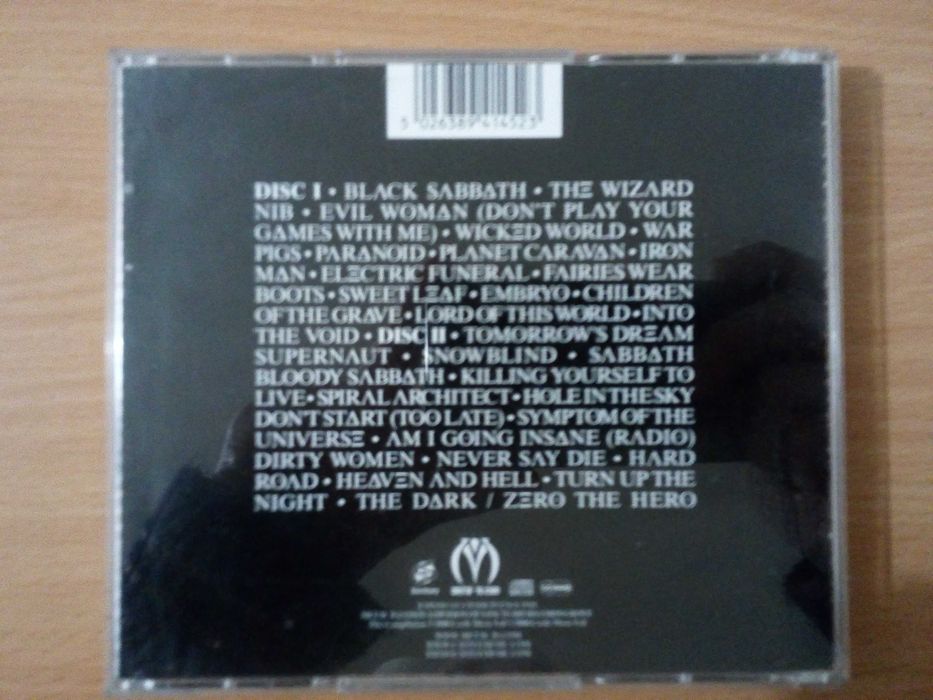 5 026389 414523
DISC I • BLACK SABBATH • THE WIZARD
NIB • EVIL WOMAN (DON'T PLAY YOUR
GAMES WITH ME) • WICKED WORLD • WAR
PIGS • PARANOID • PLANET CARAVAN • IRON
MAN • ELECTRIC FUNERAL • FAIRIES WEAR
BOOTS • SWEET LEAF • EMBRYO • CHILDREN
OF THE GRAVE • LORD OF THIS WORLD • INTO
THE VOID • DISC II • TOMORROW'S DREAM
SUPERNAUT • SNOWBLIND • SABBATH
BLOODY SABBATH • KILLING YOURSELF TO
LIVE • SPIRAL ARCHITECT • HOLE IN THE SKY
DON'T START (TOO LATE) • SYMPTOM OF THE
UNIVERSE • AM I GOING INSANE (RADIO)
DIRTY WOMEN • NEVER SAY DIE • HARD
ROAD • HEAVEN AND HELL • TURN UP THE
NIGHT • THE DARK / ZERO THE HERO